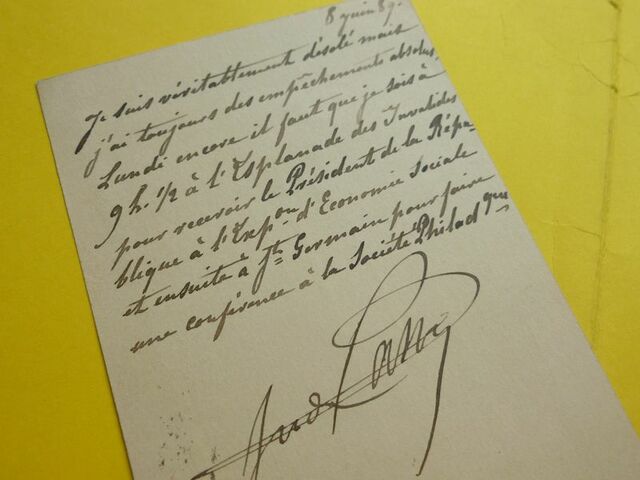 8 juin 89.
Je suis véritablement désolé mais
j'ai toujours des empêchements absolus.
Lundi encore il faut que je sois à
9 h. 1/2 à l'Esplanade des Invalides
pour recevoir le Président de la Répu-
blique à l'Expon d'Economie Sociale
et ensuite à St Germain pour faire
une conférence à la Société Philad